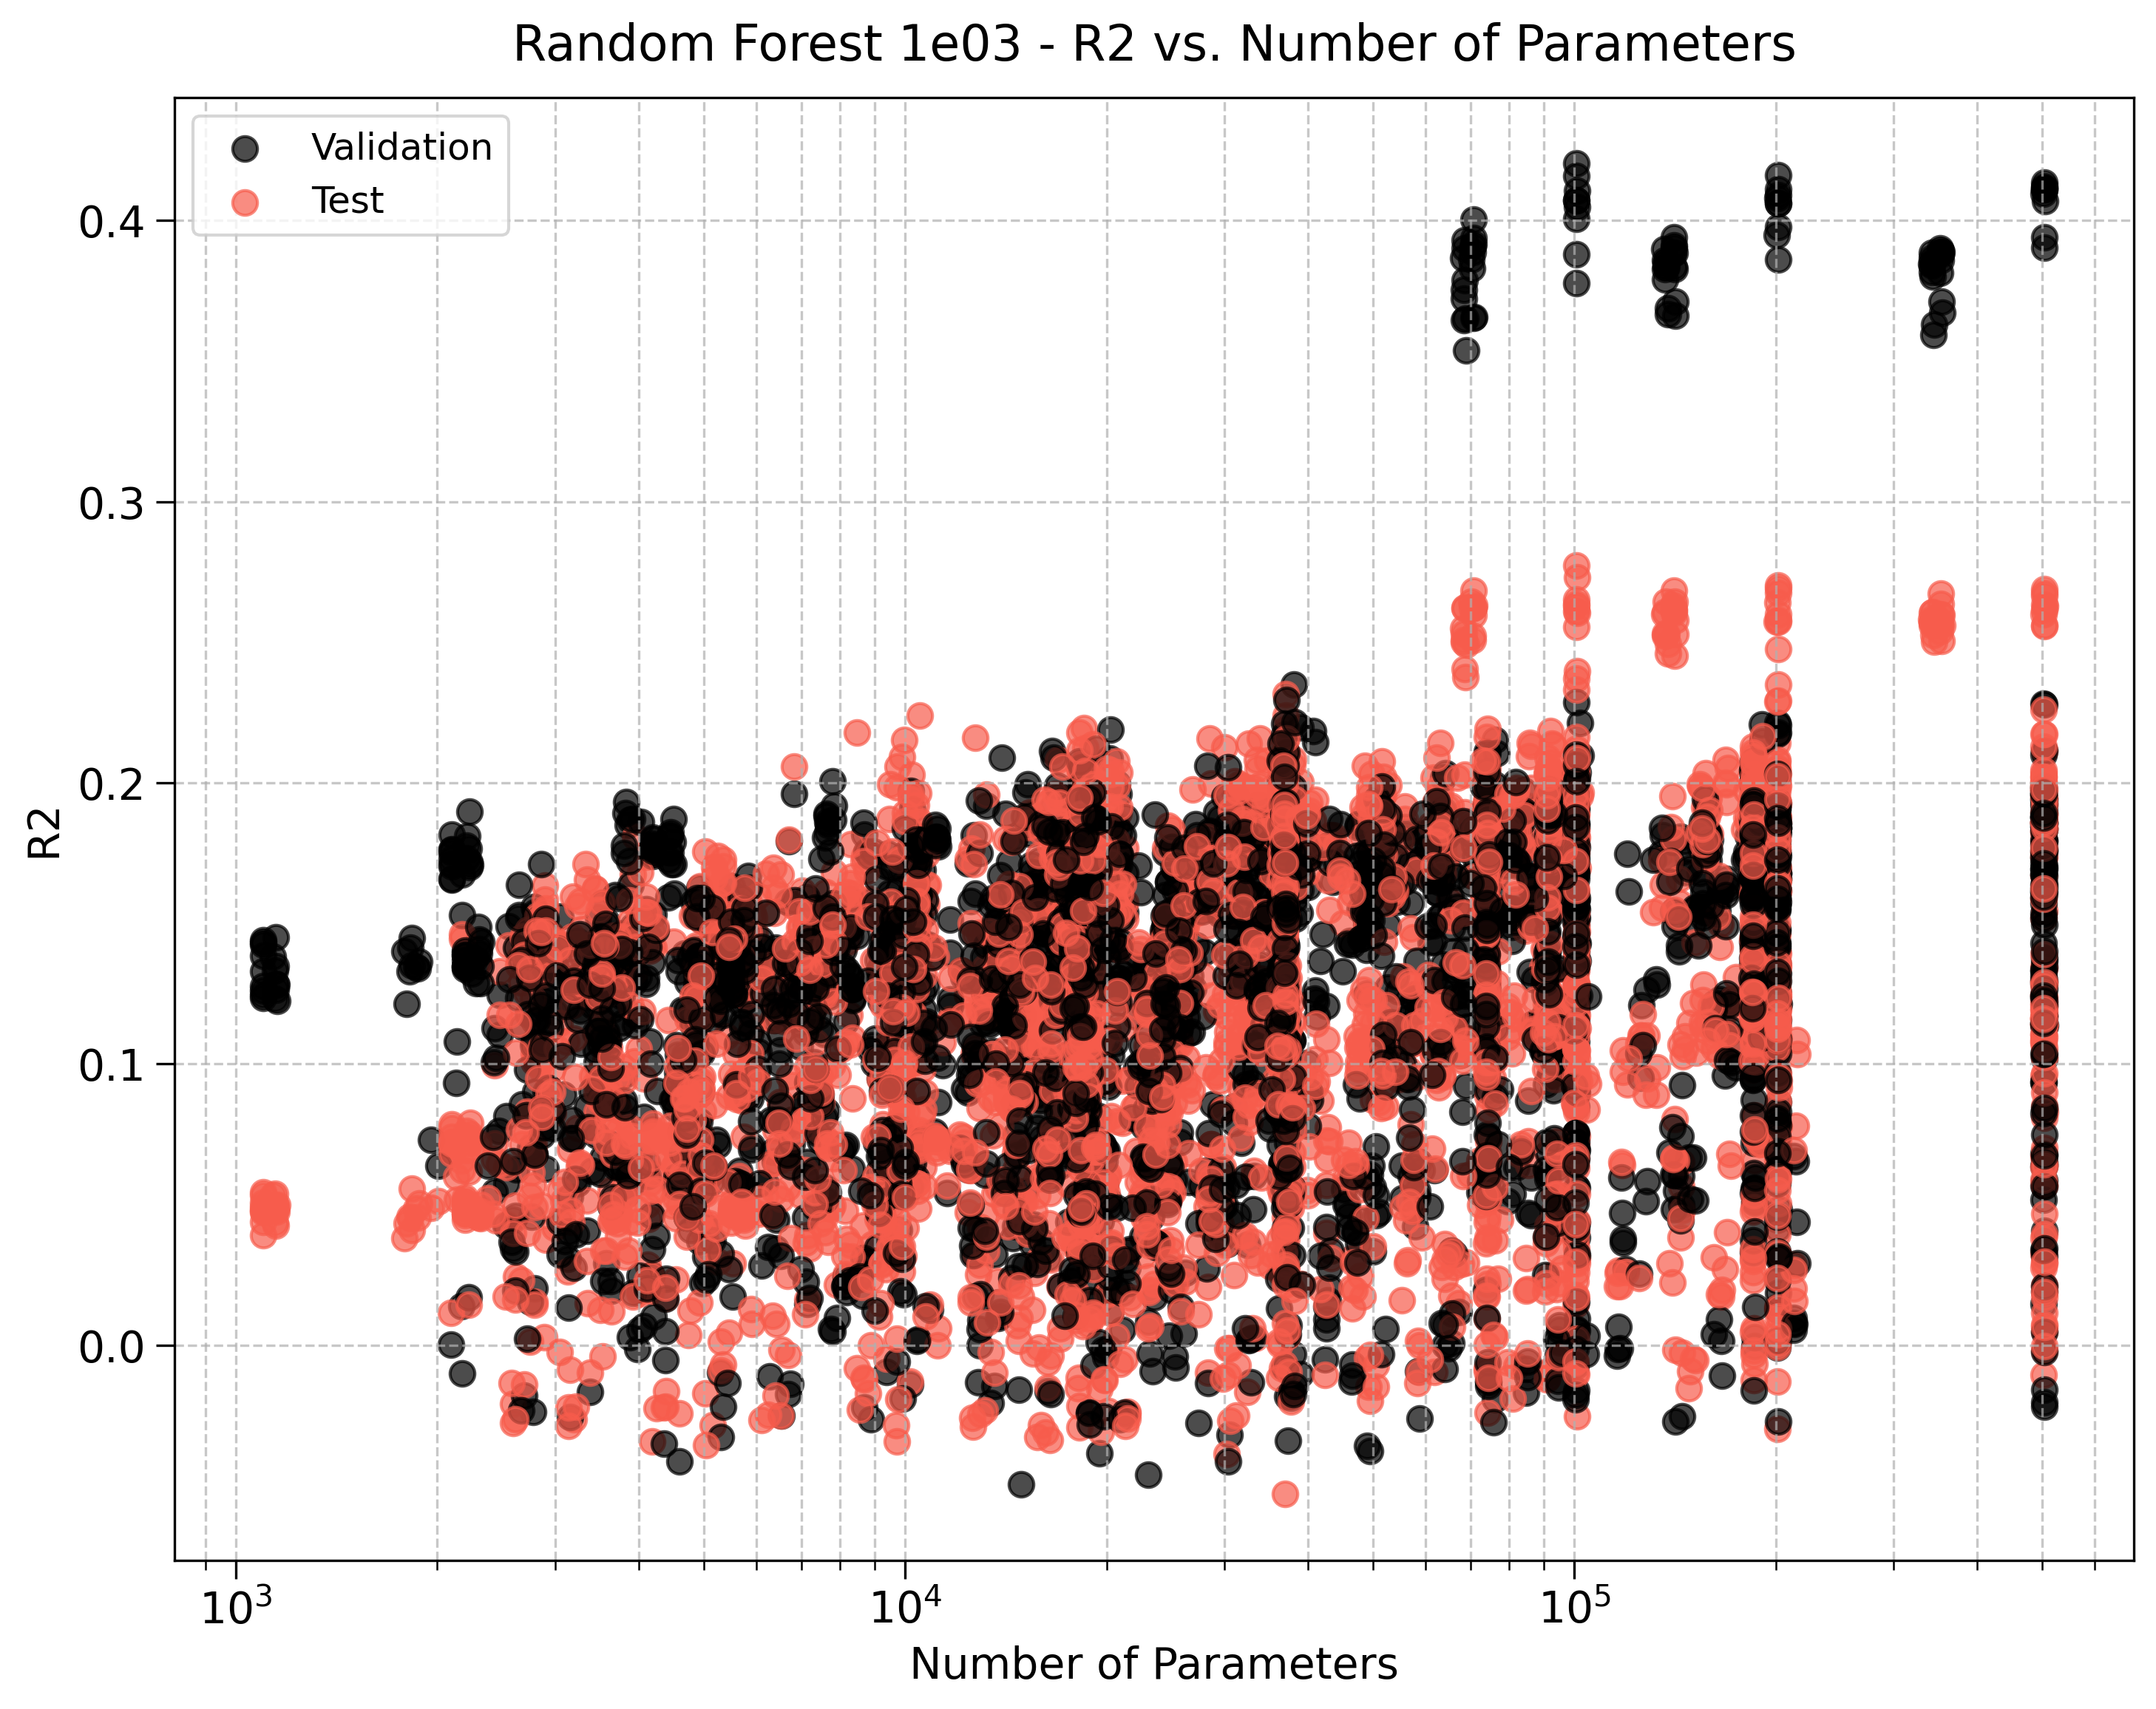 Random Forest 1e03 - R2 vs. Number of Parameters
Validation
Test
0.4
0.3
0.2
0.1
0.0
R2
10³
10⁴
10⁵
Number of Parameters